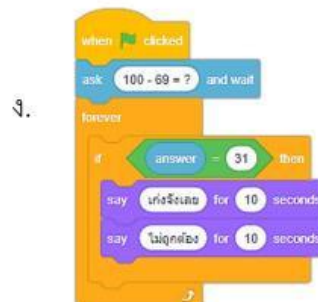 ง.
when clicked
ask 100 - 69 = ? and wait
forever
if answer = 31 then
say เก่งจังเลย for 10 seconds
say ไม่ถูกต้อง for 10 seconds